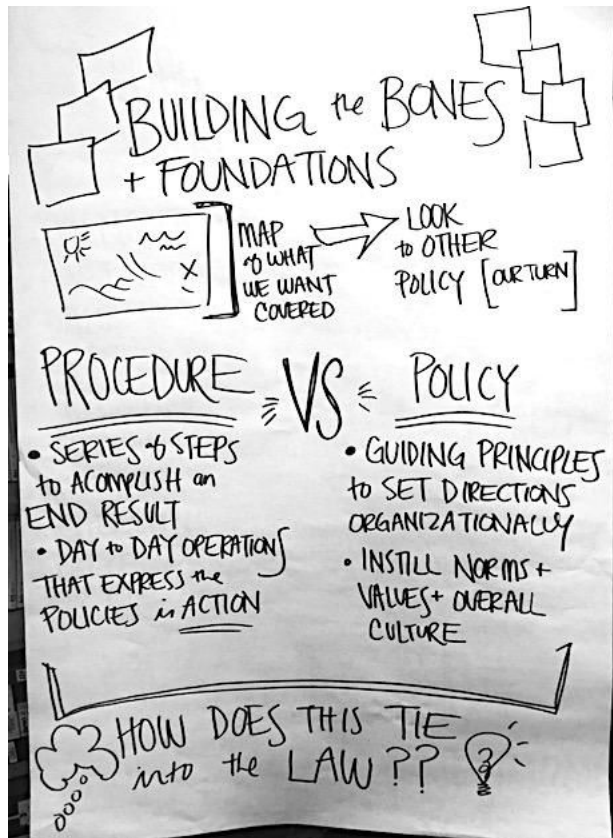 BUILDING the BONES
+ FOUNDATIONS
MAP
of WHAT
WE WANT
COVERED
LOOK
to OTHER
POLICY [OUR TURN]
PROCEDURE
VS
POLICY
• SERIES of STEPS
to ACOMPLISH an
END RESULT
• DAY to DAY OPERATIONS
THAT EXPRESS the
POLICIES in ACTION
• GUIDING PRINCIPLES
to SET DIRECTIONS
ORGANIZATIONALLY
• INSTILL NORMS +
VALUES + OVERALL
CULTURE
HOW DOES THIS TIE
into the LAW??
?